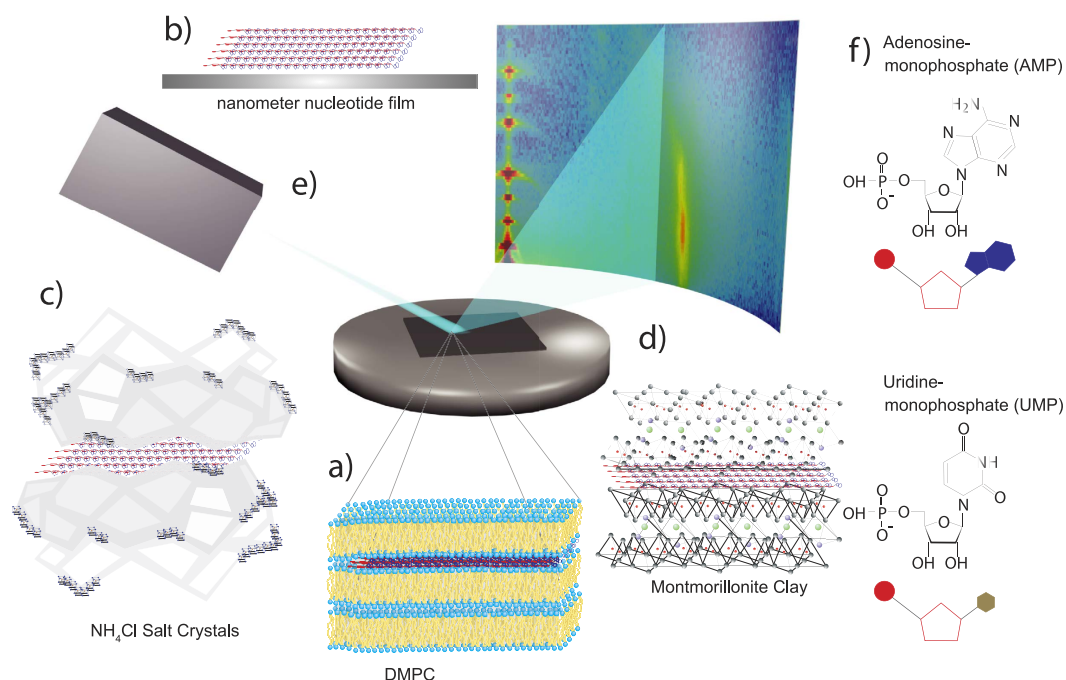 b)
nanometer nucleotide film
e)
c)
NH₄Cl Salt Crystals
a)
DMPC
d)
Montmorillonite Clay
f)
Adenosine-
monophosphate (AMP)
H₂N
N
N
N
N
O
OH
P
O
O
O-
OH
OH
Uridine-
monophosphate (UMP)
O
NH
N
O
O
OH
P
O
O
O-
OH
OH